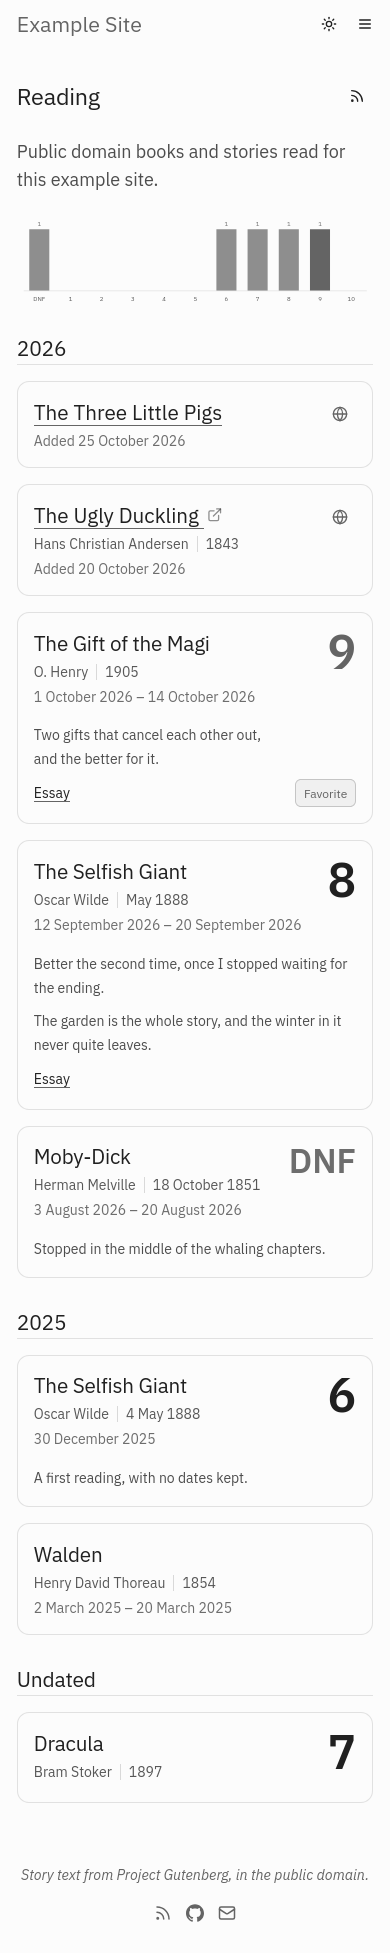 Example Site
Reading
Public domain books and stories read for
this example site.
1 1 1 1 1
DNF 1 2 3 4 5 6 7 8 9 10
2026
The Three Little Pigs
Added 25 October 2026
The Ugly Duckling
Hans Christian Andersen 1843
Added 20 October 2026
The Gift of the Magi 9
O. Henry 1905
1 October 2026 – 14 October 2026
Two gifts that cancel each other out,
and the better for it.
Essay Favorite
The Selfish Giant 8
Oscar Wilde May 1888
12 September 2026 – 20 September 2026
Better the second time, once I stopped waiting for
the ending.
The garden is the whole story, and the winter in it
never quite leaves.
Essay
Moby-Dick DNF
Herman Melville 18 October 1851
3 August 2026 – 20 August 2026
Stopped in the middle of the whaling chapters.
2025
The Selfish Giant 6
Oscar Wilde 4 May 1888
30 December 2025
A first reading, with no dates kept.
Walden
Henry David Thoreau 1854
2 March 2025 – 20 March 2025
Undated
Dracula 7
Bram Stoker 1897
Story text from Project Gutenberg, in the public domain.